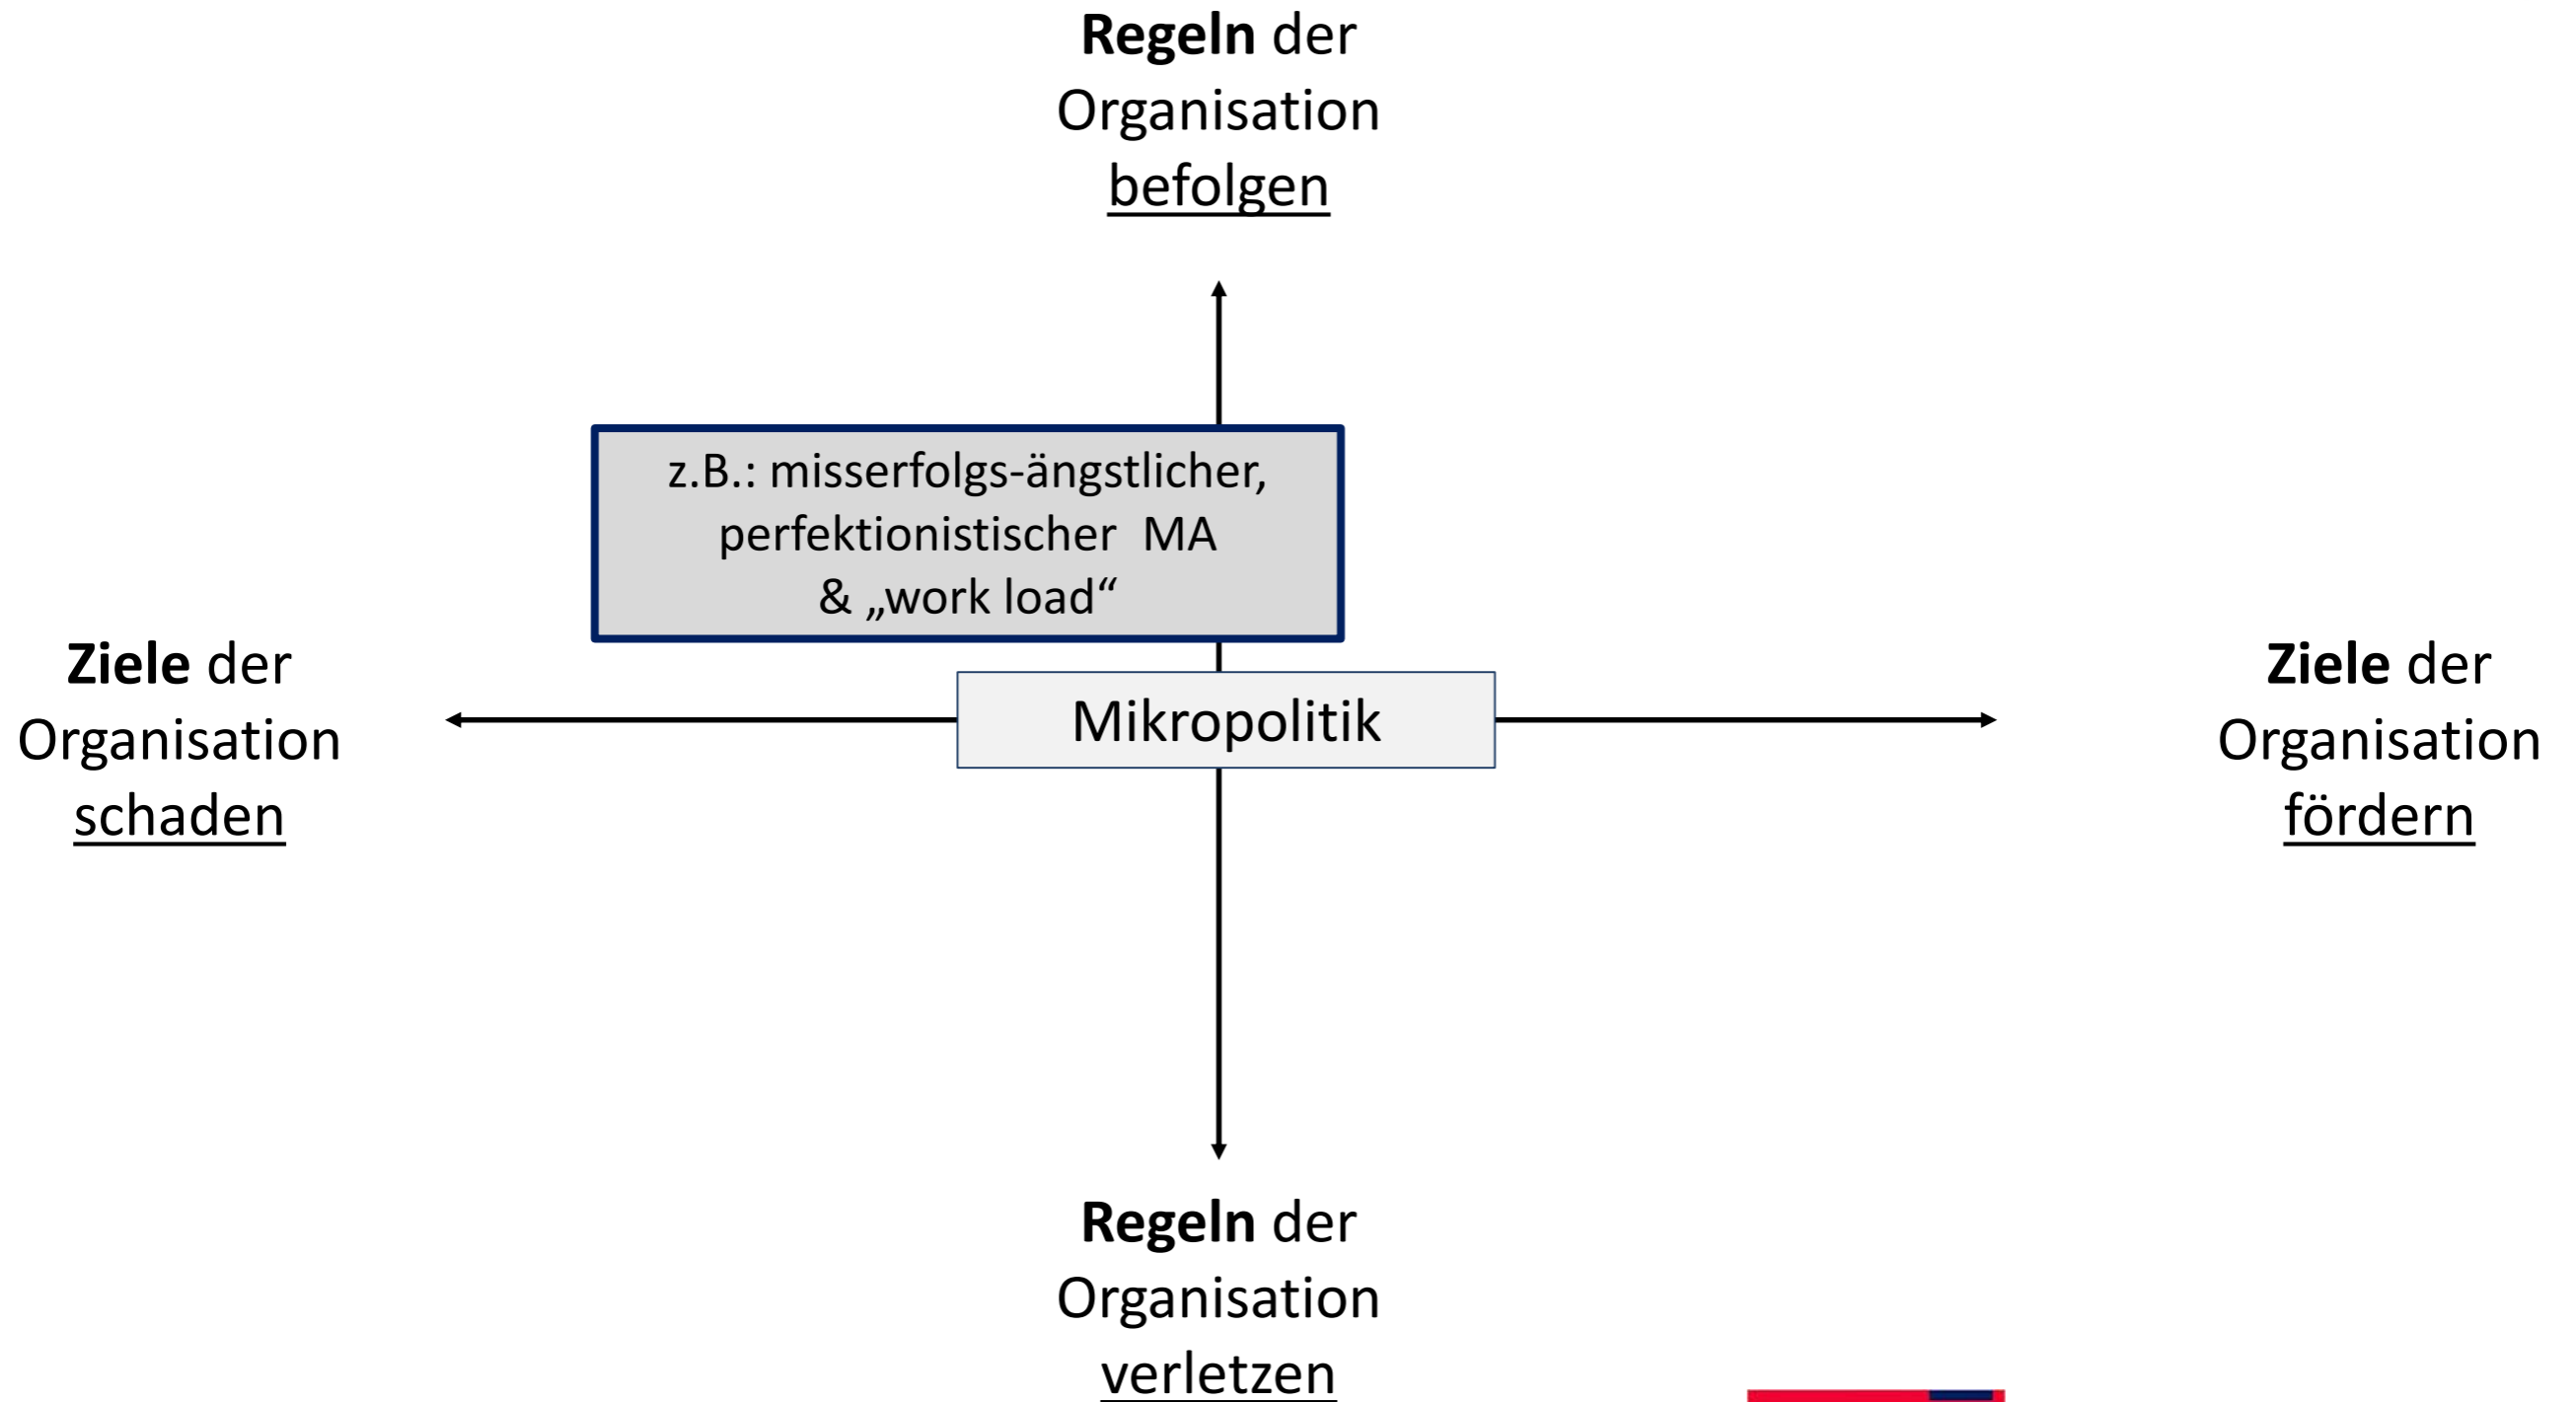 Regeln der
Organisation
befolgen
z.B.: misserfolgs-ängstlicher,
perfektionistischer  MA
& „work load“
Ziele der
Organisation
schaden
Mikropolitik
Ziele der
Organisation
fördern
Regeln der
Organisation
verletzen